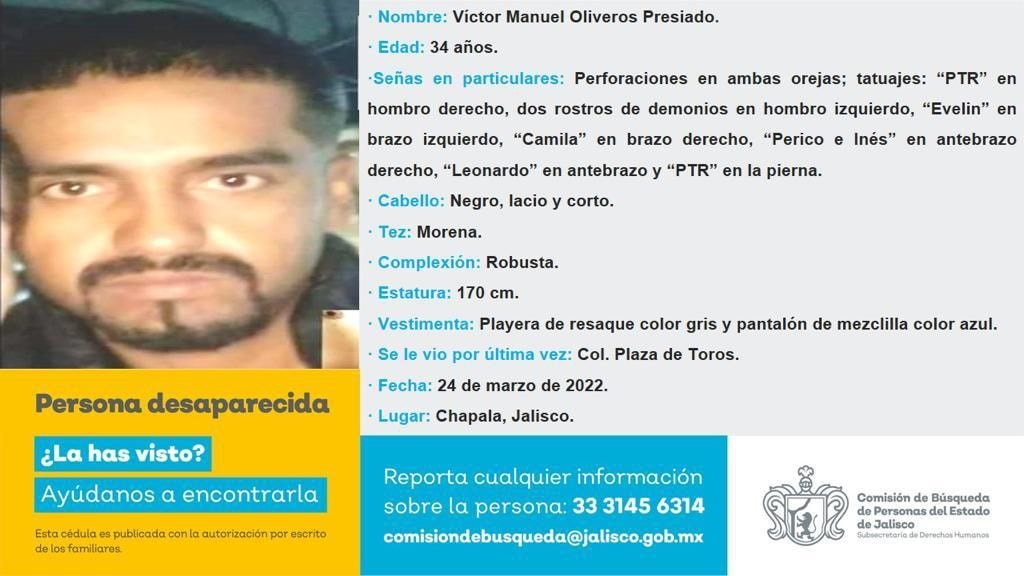 · Nombre: Víctor Manuel Oliveros Presiado.
· Edad: 34 años.
·Señas en particulares: Perforaciones en ambas orejas; tatuajes: “PTR” en
hombro derecho, dos rostros de demonios en hombro izquierdo, “Evelin” en
brazo izquierdo, “Camila” en brazo derecho, “Perico e Inés” en antebrazo
derecho, “Leonardo” en antebrazo y “PTR” en la pierna.
· Cabello: Negro, lacio y corto.
· Tez: Morena.
· Complexión: Robusta.
· Estatura: 170 cm.
· Vestimenta: Playera de resaque color gris y pantalón de mezclilla color azul.
· Se le vio por última vez: Col. Plaza de Toros.
· Fecha: 24 de marzo de 2022.
· Lugar: Chapala, Jalisco.
Persona desaparecida
¿La has visto?
Ayúdanos a encontrarla
Esta cédula es publicada con la autorización por escrito
de los familiares.
Reporta cualquier información
sobre la persona: 33 3145 6314
comisiondebusqueda@jalisco.gob.mx
Comisión de Búsqueda
de Personas del Estado
de Jalisco
Subsecretaría de Derechos Humanos